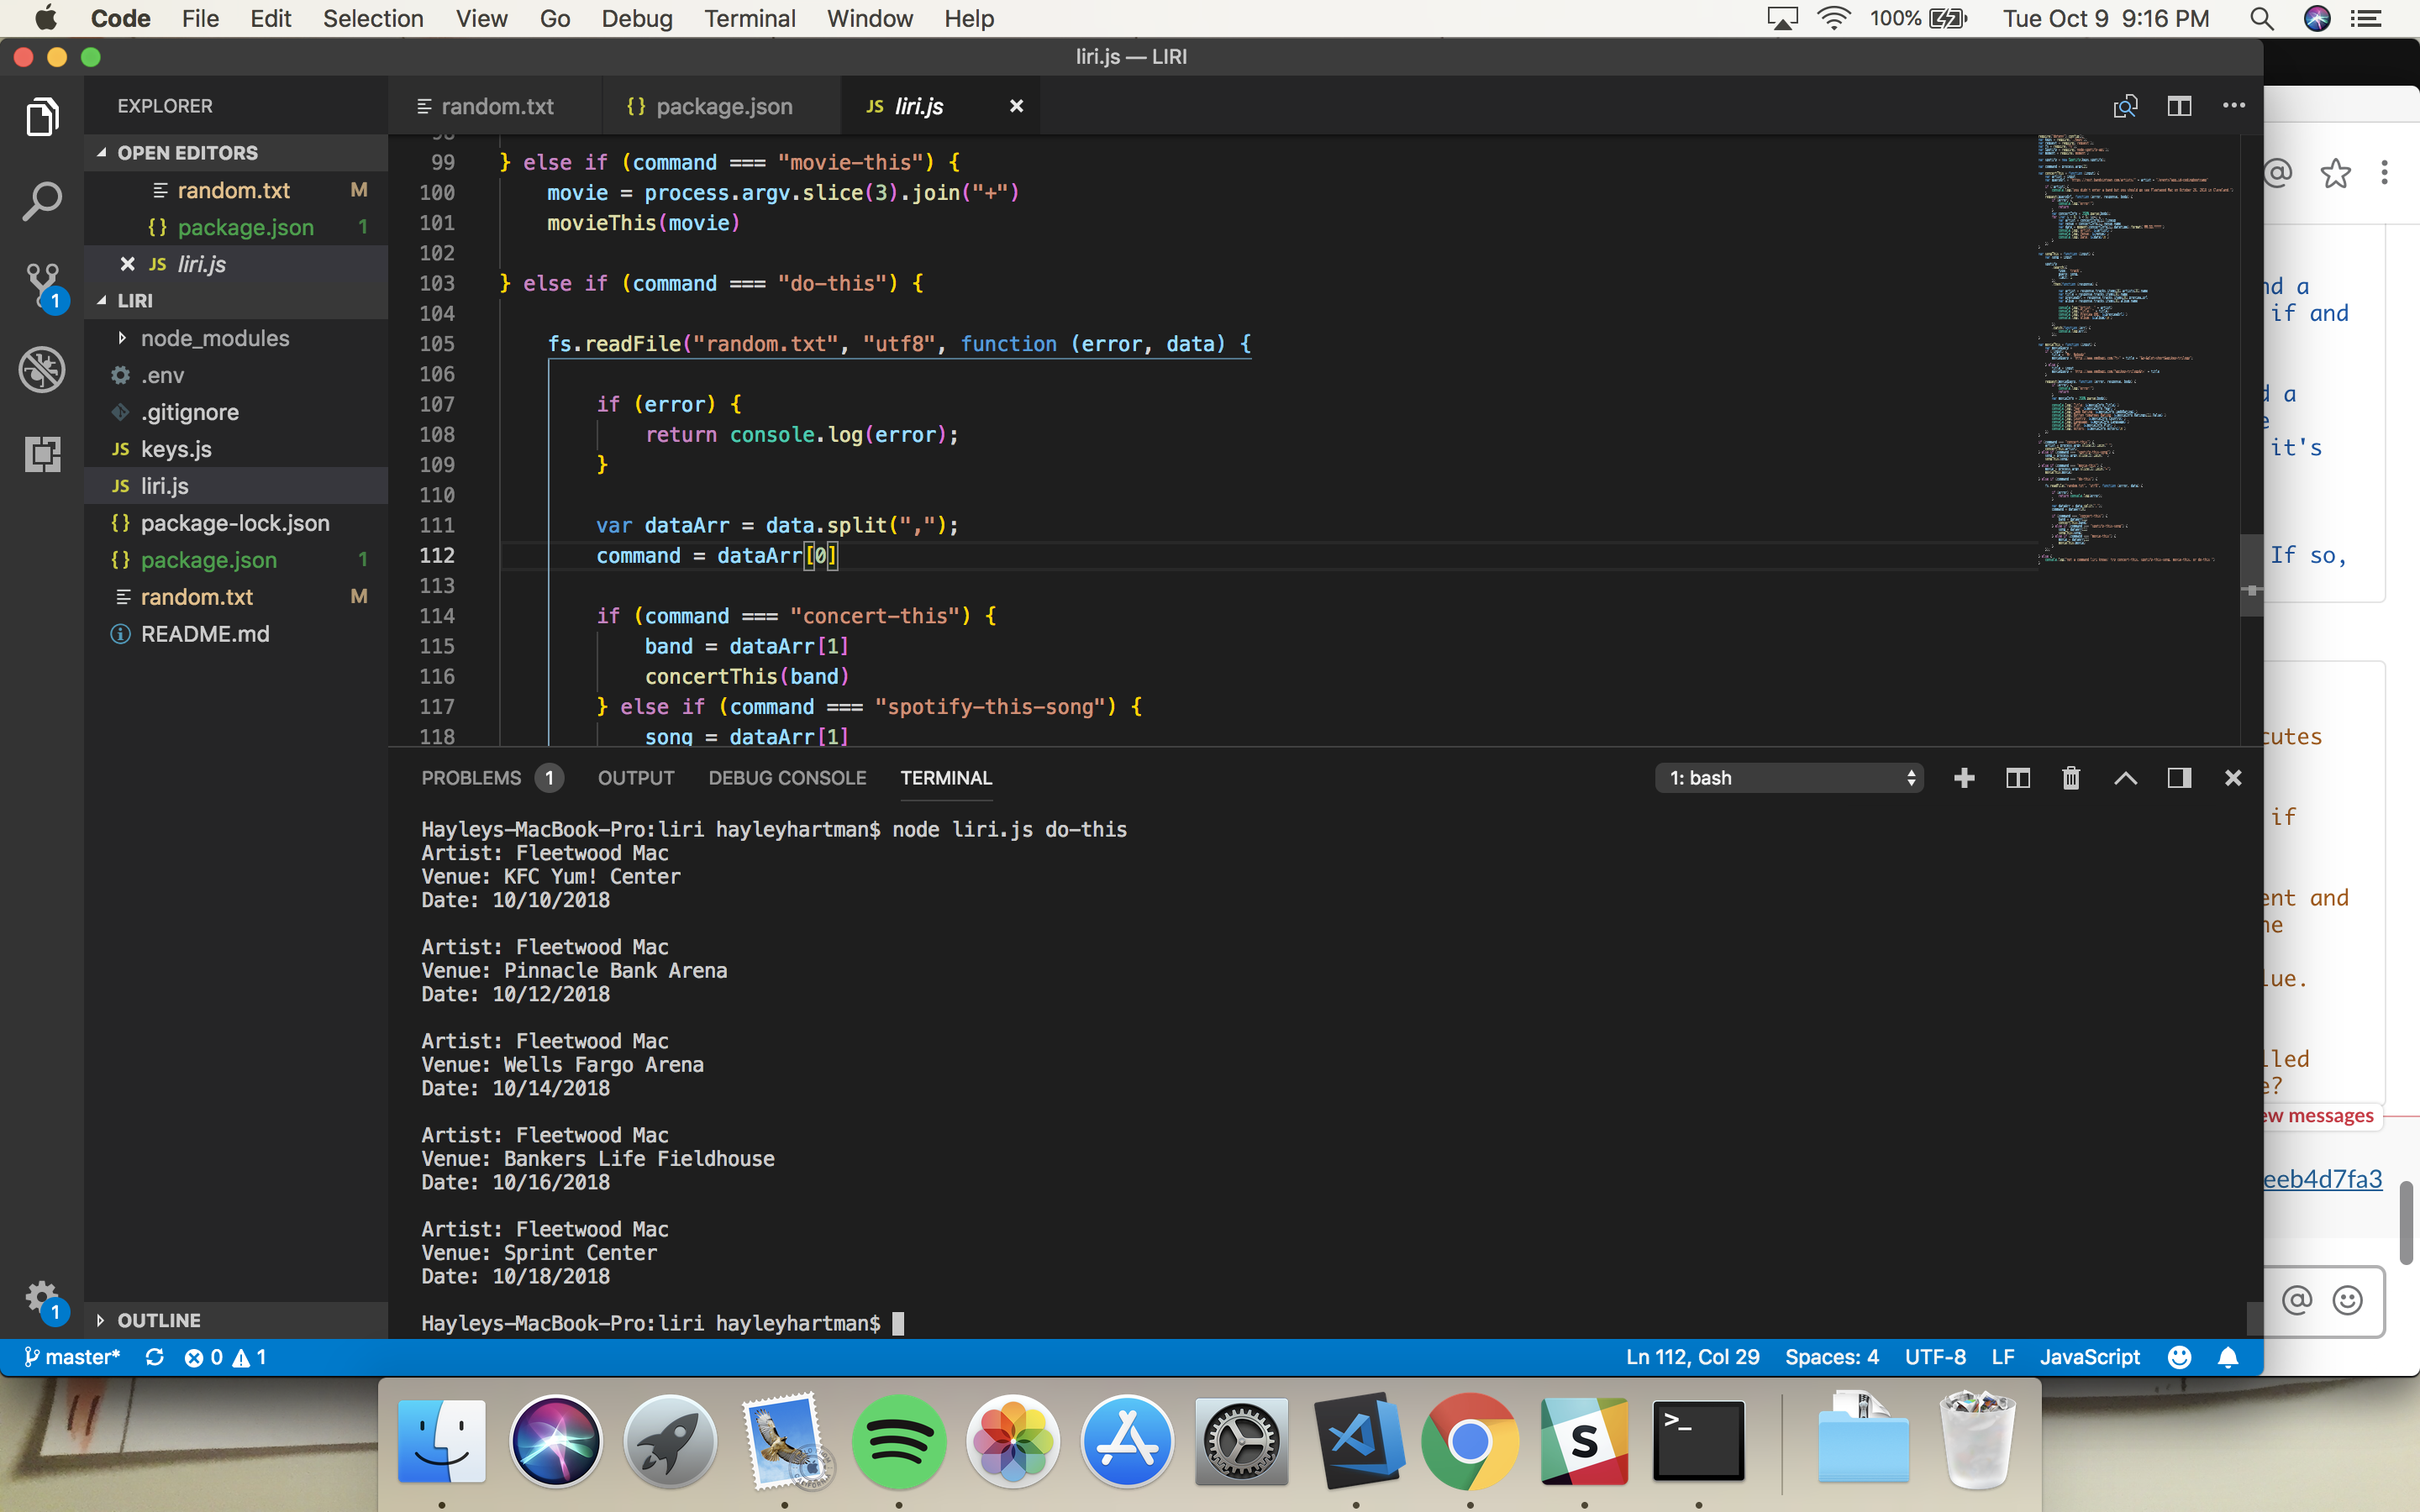 Code File Edit Selection View Go Debug Terminal Window Help 100% Tue Oct 9 9:16 PM
liri.js — LIRI
EXPLORER
OPEN EDITORS
random.txt M
{} package.json 1
JS liri.js
LIRI
node_modules
.env
.gitignore
JS keys.js
JS liri.js
{} package-lock.json
{} package.json 1
random.txt M
README.md
OUTLINE
1
1
random.txt {} package.json JS liri.js
99 } else if (command === "movie-this") {
100 movie = process.argv.slice(3).join("+")
101 movieThis(movie)
102
103 } else if (command === "do-this") {
104
105 fs.readFile("random.txt", "utf8", function (error, data) {
106
107 if (error) {
108 return console.log(error);
109 }
110
111 var dataArr = data.split(",");
112 command = dataArr[0]
113
114 if (command === "concert-this") {
115 band = dataArr[1]
116 concertThis(band)
117 } else if (command === "spotify-this-song") {
118 song = dataArr[1]
PROBLEMS 1 OUTPUT DEBUG CONSOLE TERMINAL 1: bash
Hayleys-MacBook-Pro:liri hayleyhartman$ node liri.js do-this
Artist: Fleetwood Mac
Venue: KFC Yum! Center
Date: 10/10/2018
Artist: Fleetwood Mac
Venue: Pinnacle Bank Arena
Date: 10/12/2018
Artist: Fleetwood Mac
Venue: Wells Fargo Arena
Date: 10/14/2018
Artist: Fleetwood Mac
Venue: Bankers Life Fieldhouse
Date: 10/16/2018
Artist: Fleetwood Mac
Venue: Sprint Center
Date: 10/18/2018
Hayleys-MacBook-Pro:liri hayleyhartman$
master* 0 1 Ln 112, Col 29 Spaces: 4 UTF-8 LF JavaScript
a
if and
a
it's
If so,
if
and
messages
eeb4d7fa3
S
>_